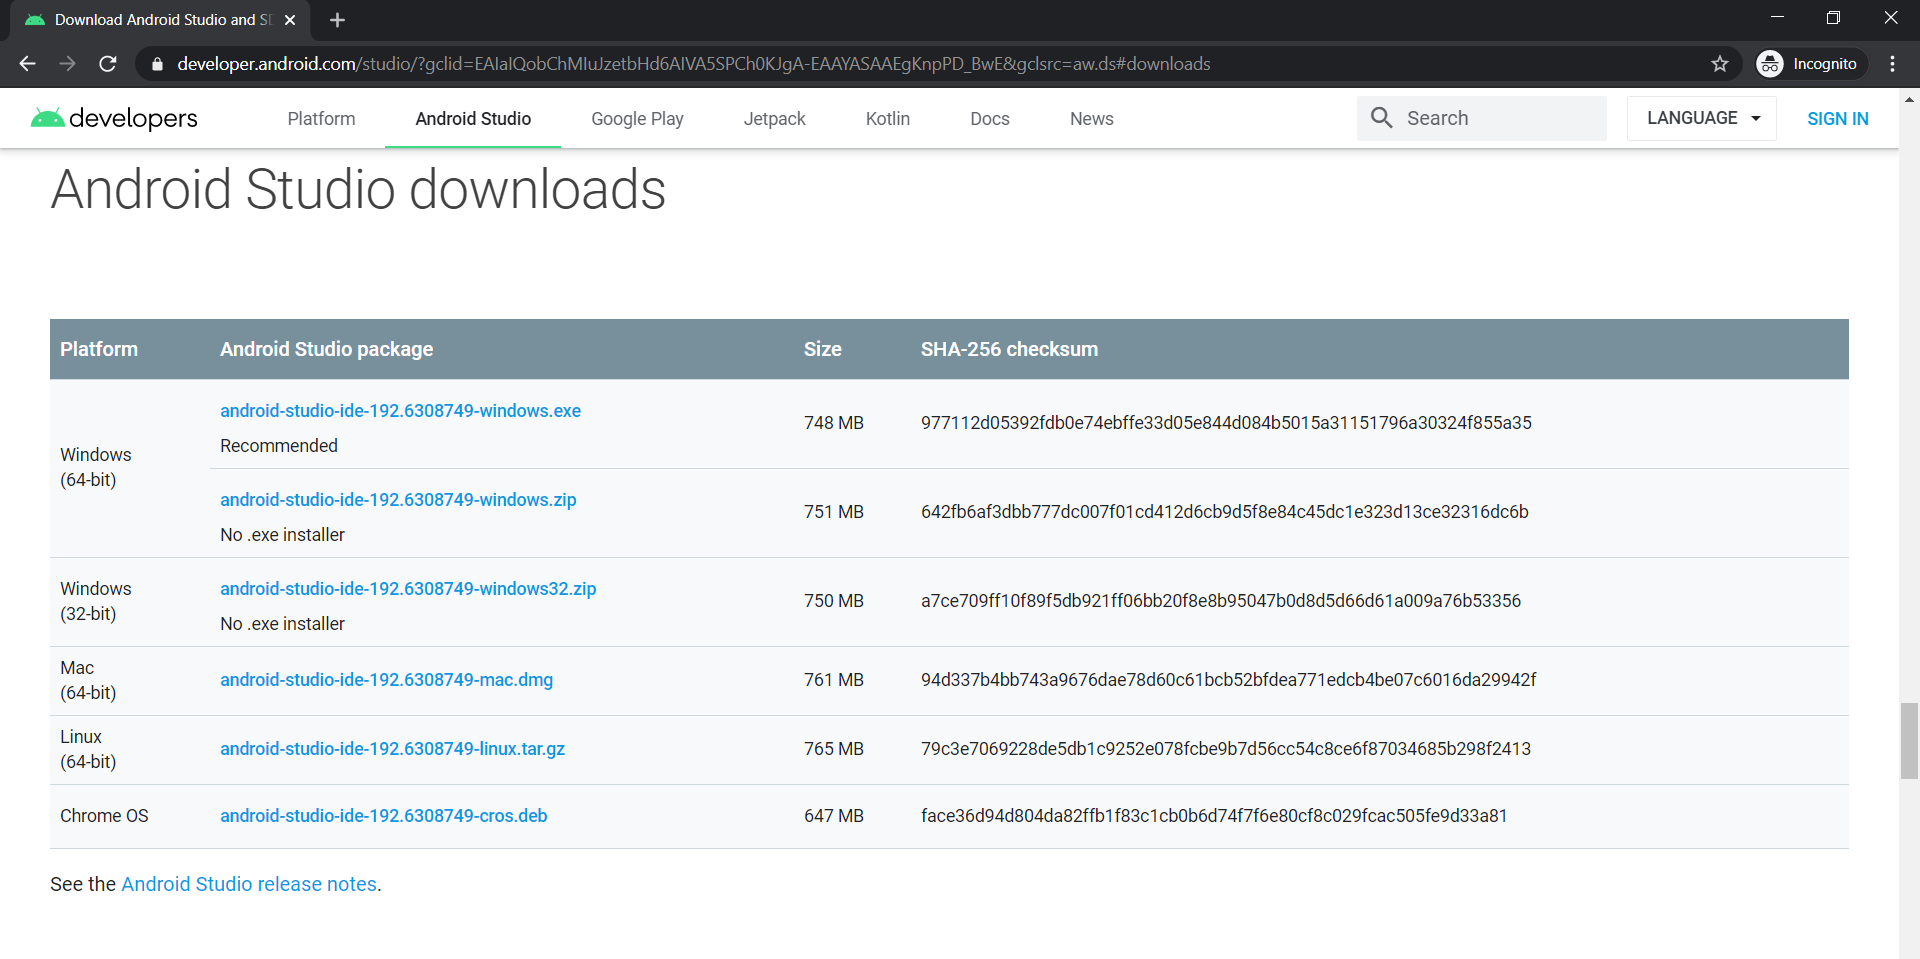 Download Android Studio and SD
developer.android.com/studio/?gclid=EAIaIQobChMIuJzetbHd6AIVA5SPCh0KJgA-EAAYASAAEgKnpPD_BwE&gclsrc=aw.ds#downloads
Incognito
developers
Platform
Android Studio
Google Play
Jetpack
Kotlin
Docs
News
Search
LANGUAGE
SIGN IN
Android Studio downloads
Platform
Android Studio package
Size
SHA-256 checksum
Windows
(64-bit)
android-studio-ide-192.6308749-windows.exe
Recommended
748 MB
977112d05392fdb0e74ebffe33d05e844d084b5015a31151796a30324f855a35
android-studio-ide-192.6308749-windows.zip
No .exe installer
751 MB
642fb6af3dbb777dc007f01cd412d6cb9d5f8e84c45dc1e323d13ce32316dc6b
Windows
(32-bit)
android-studio-ide-192.6308749-windows32.zip
No .exe installer
750 MB
a7ce709ff10f89f5db921ff06bb20f8e8b95047b0d8d5d66d61a009a76b53356
Mac
(64-bit)
android-studio-ide-192.6308749-mac.dmg
761 MB
94d337b4bb743a9676dae78d60c61bcb52bfdea771edcb4be07c6016da29942f
Linux
(64-bit)
android-studio-ide-192.6308749-linux.tar.gz
765 MB
79c3e7069228de5db1c9252e078fcbe9b7d56cc54c8ce6f87034685b298f2413
Chrome OS
android-studio-ide-192.6308749-cros.deb
647 MB
face36d94d804da82ffb1f83c1cb0b6d74f7f6e80cf8c029fcac505fe9d33a81
See the Android Studio release notes.